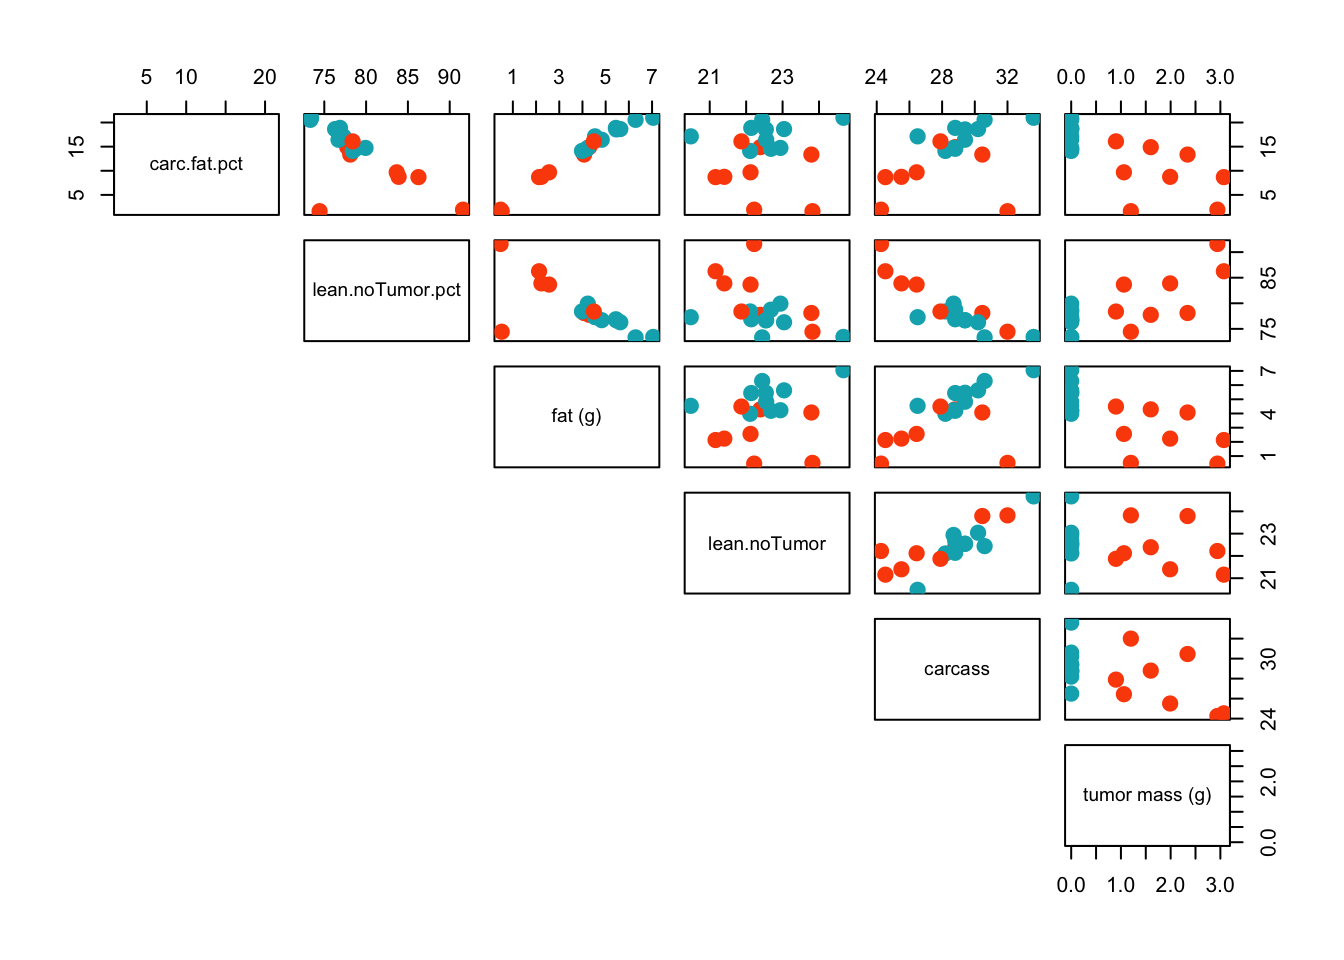 5 10 20 75 80 85 90 1 3 5 7 21 23 24 28 32 0.0 1.0 2.0 3.0
5 15 carc.fat.pct 5 15
lean.noTumor.pct 75 85
fat (g) 1 4 7
lean.noTumor 21 23
carcass 24 30
tumor mass (g) 0.0 2.0
0.0 1.0 2.0 3.0